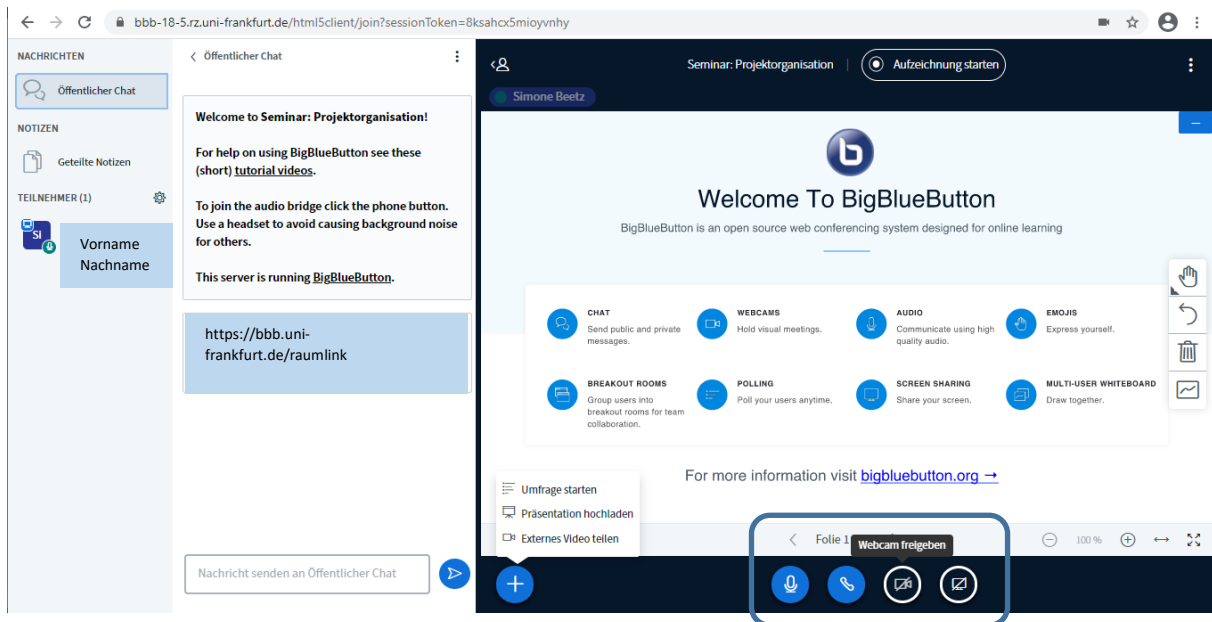 bbb-18-5.rz.uni-frankfurt.de/html5client/join?sessionToken=8ksahcx5mioyvnhy
NACHRICHTEN
Öffentlicher Chat
NOTIZEN
Geteilte Notizen
TEILNEHMER (1)
Si
Vorname
Nachname
Öffentlicher Chat
Welcome to Seminar: Projektorganisation!
For help on using BigBlueButton see these
(short) tutorial videos.
To join the audio bridge click the phone button.
Use a headset to avoid causing background noise
for others.
This server is running BigBlueButton.
https://bbb.uni-
frankfurt.de/raumlink
Nachricht senden an Öffentlicher Chat
Seminar: Projektorganisation | Aufzeichnung starten
Simone Beetz
Welcome To BigBlueButton
BigBlueButton is an open source web conferencing system designed for online learning
CHAT
Send public and private
messages.
WEBCAMS
Hold visual meetings.
AUDIO
Communicate using high
quality audio.
EMOJIS
Express yourself.
BREAKOUT ROOMS
Group users into
breakout rooms for team
collaboration.
POLLING
Poll your users anytime.
SCREEN SHARING
Share your screen.
MULTI-USER WHITEBOARD
Draw together.
For more information visit bigbluebutton.org →
Umfrage starten
Präsentation hochladen
Externes Video teilen
Folie 1
Webcam freigeben
100 %